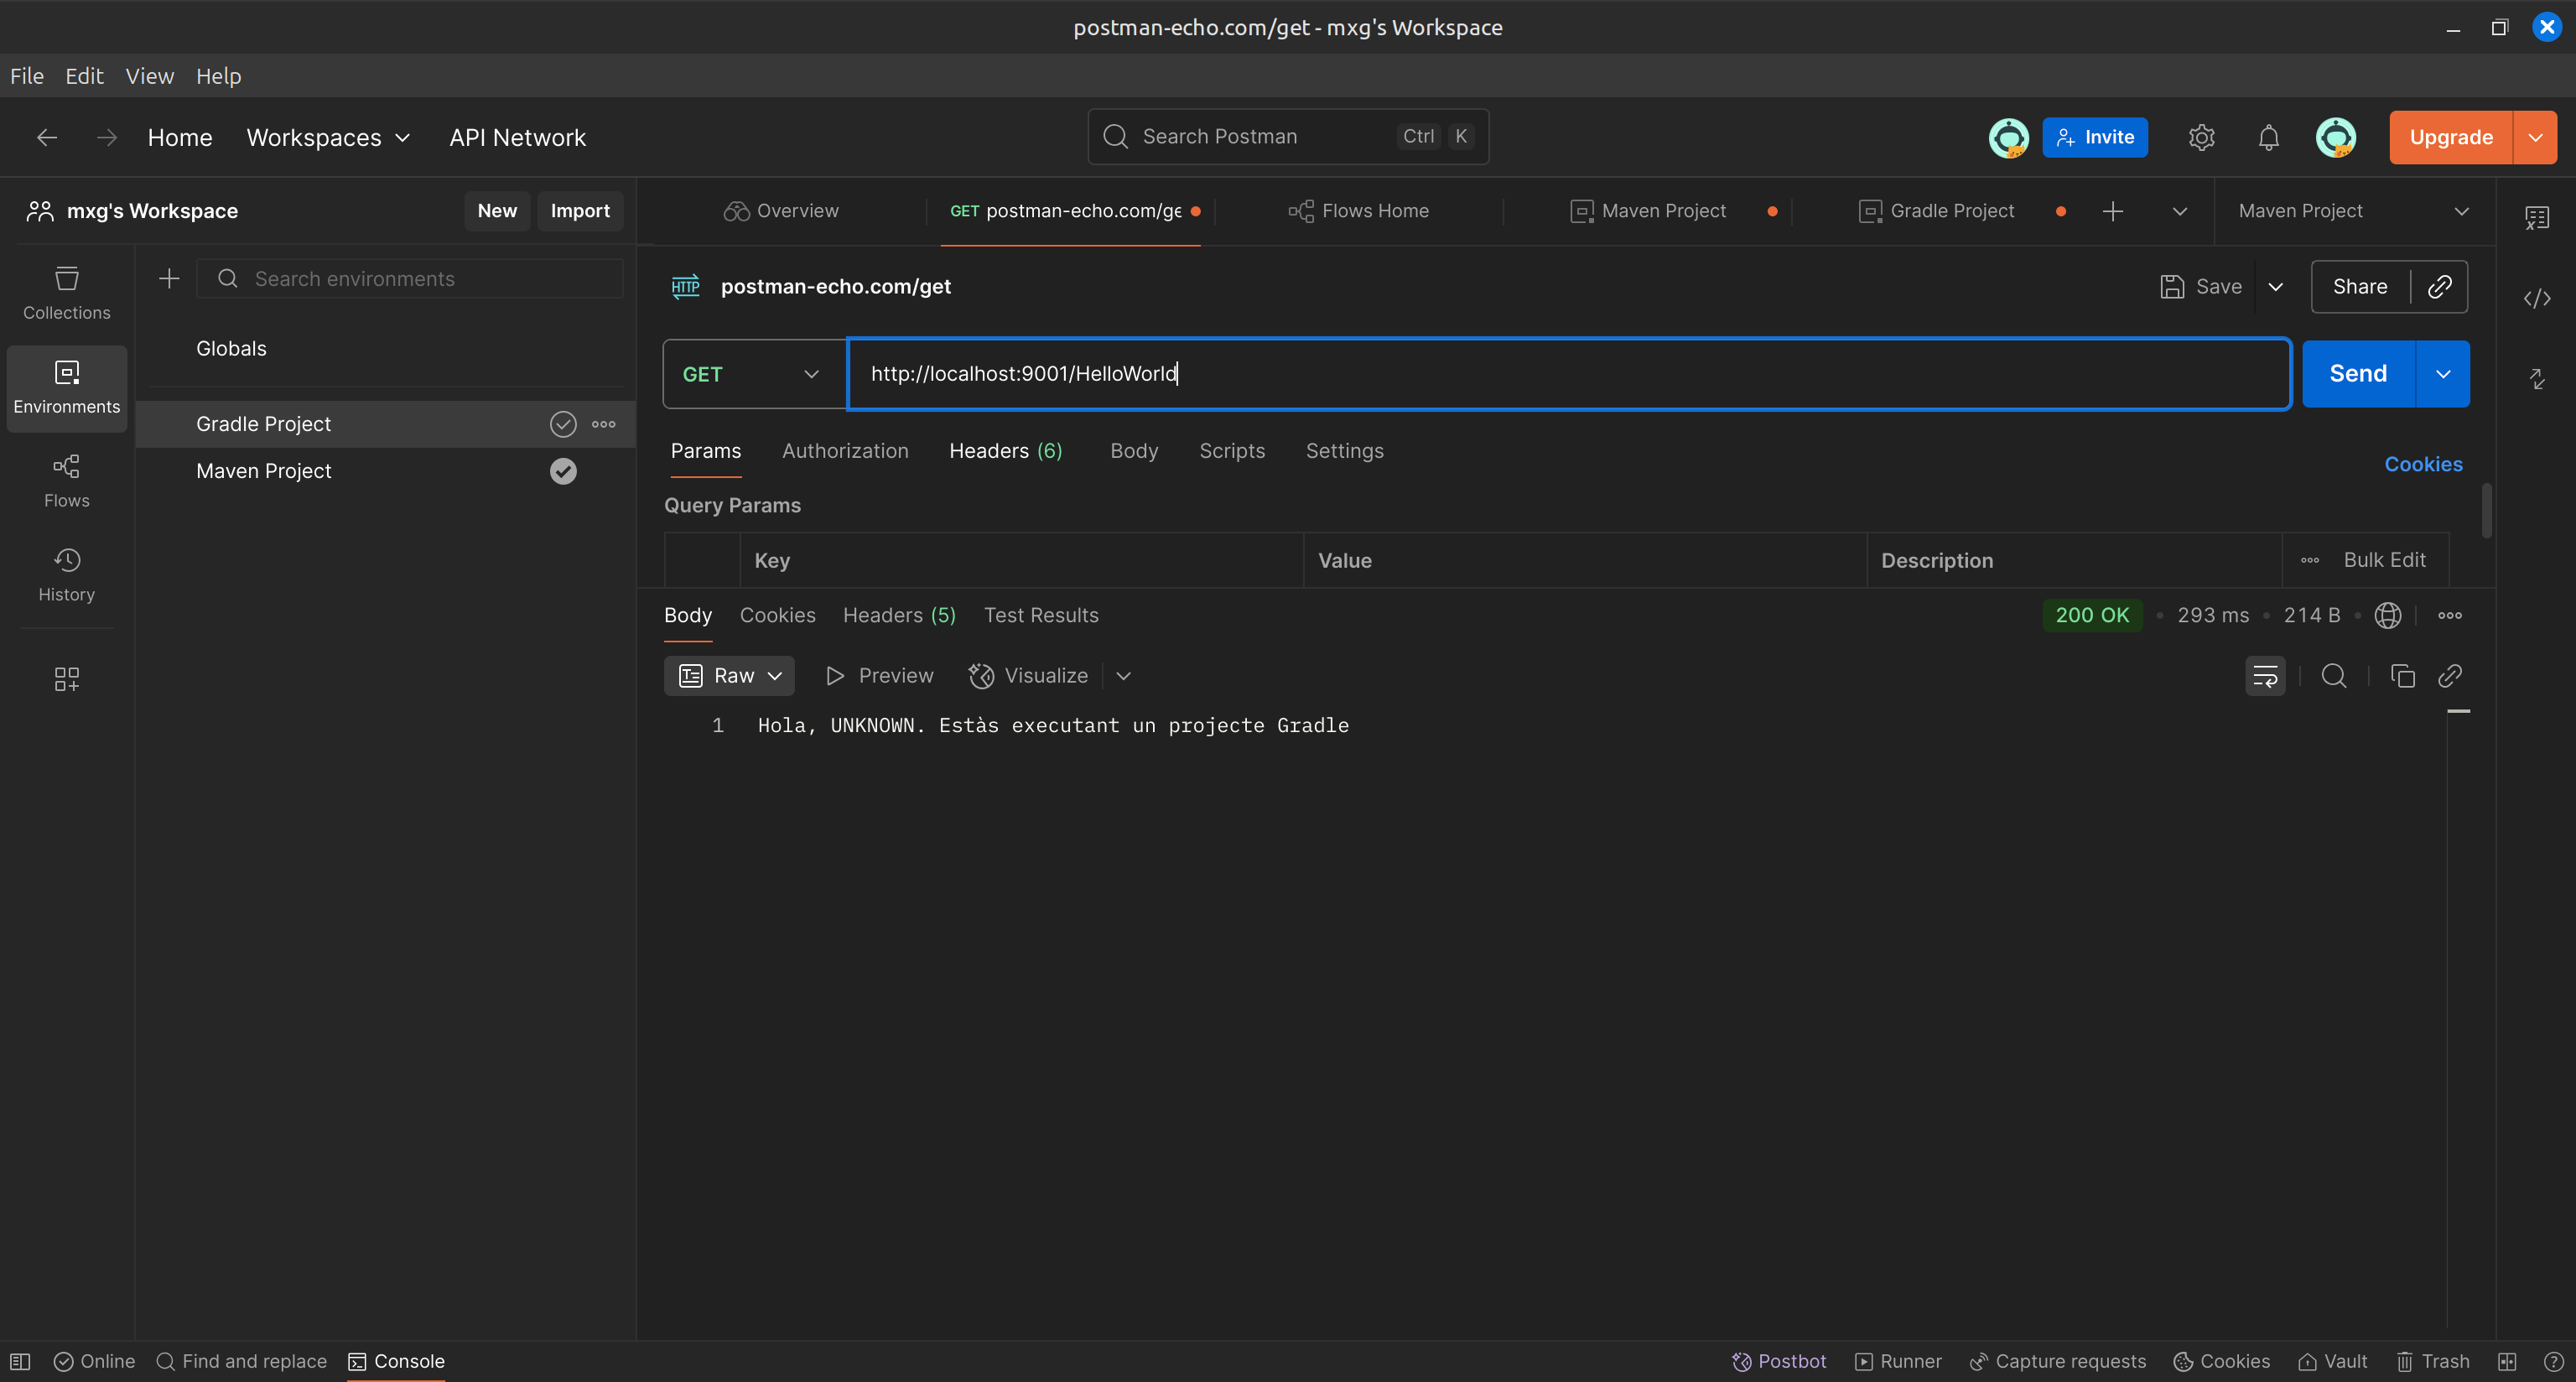 postman-echo.com/get - mxg's Workspace
File Edit View Help
Home Workspaces API Network Search Postman Ctrl K Invite Upgrade
mxg's Workspace New Import
Overview GET postman-echo.com/ge Flows Home Maven Project Gradle Project Maven Project
Collections
Environments
Flows
History
Search environments
Globals
Gradle Project
Maven Project
HTTP postman-echo.com/get Save Share
GET http://localhost:9001/HelloWorld Send
Params Authorization Headers (6) Body Scripts Settings Cookies
Query Params
Key Value Description Bulk Edit
Body Cookies Headers (5) Test Results 200 OK • 293 ms • 214 B
Raw Preview Visualize
1 Hola, UNKNOWN. Estàs executant un projecte Gradle
Online Find and replace Console Postbot Runner Capture requests Cookies Vault Trash